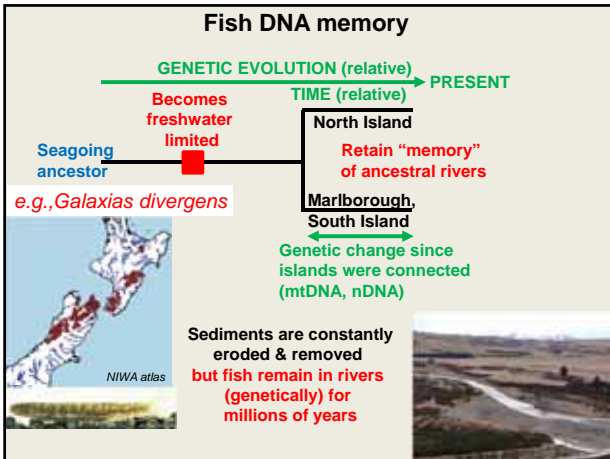 Fish DNA memory
GENETIC EVOLUTION (relative)
PRESENT
TIME (relative)
Becomes
freshwater
limited
North Island
Seagoing
ancestor
Retain “memory”
of ancestral rivers
e.g.,Galaxias divergens
Marlborough,
South Island
Genetic change since
islands were connected
(mtDNA, nDNA)
Sediments are constantly
eroded & removed
but fish remain in rivers
(genetically) for
millions of years
NIWA atlas